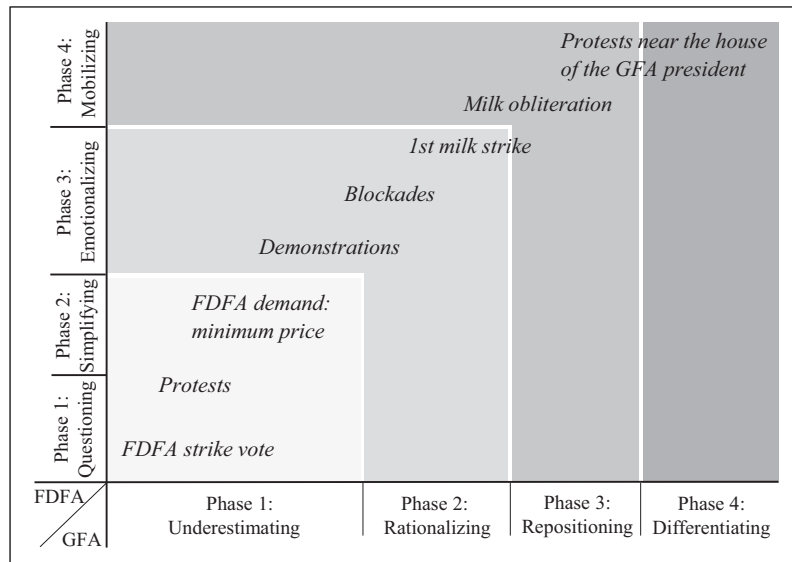 Phase 4:
Mobilizing
Protests near the house
of the GFA president
Milk obliteration
Phase 3:
Emotionalizing
1st milk strike
Blockades
Demonstrations
Phase 2:
Simplifying
FDFA demand:
minimum price
Phase 1:
Questioning
Protests
FDFA strike vote
FDFA
GFA
Phase 1:
Underestimating
Phase 2:
Rationalizing
Phase 3:
Repositioning
Phase 4:
Differentiating